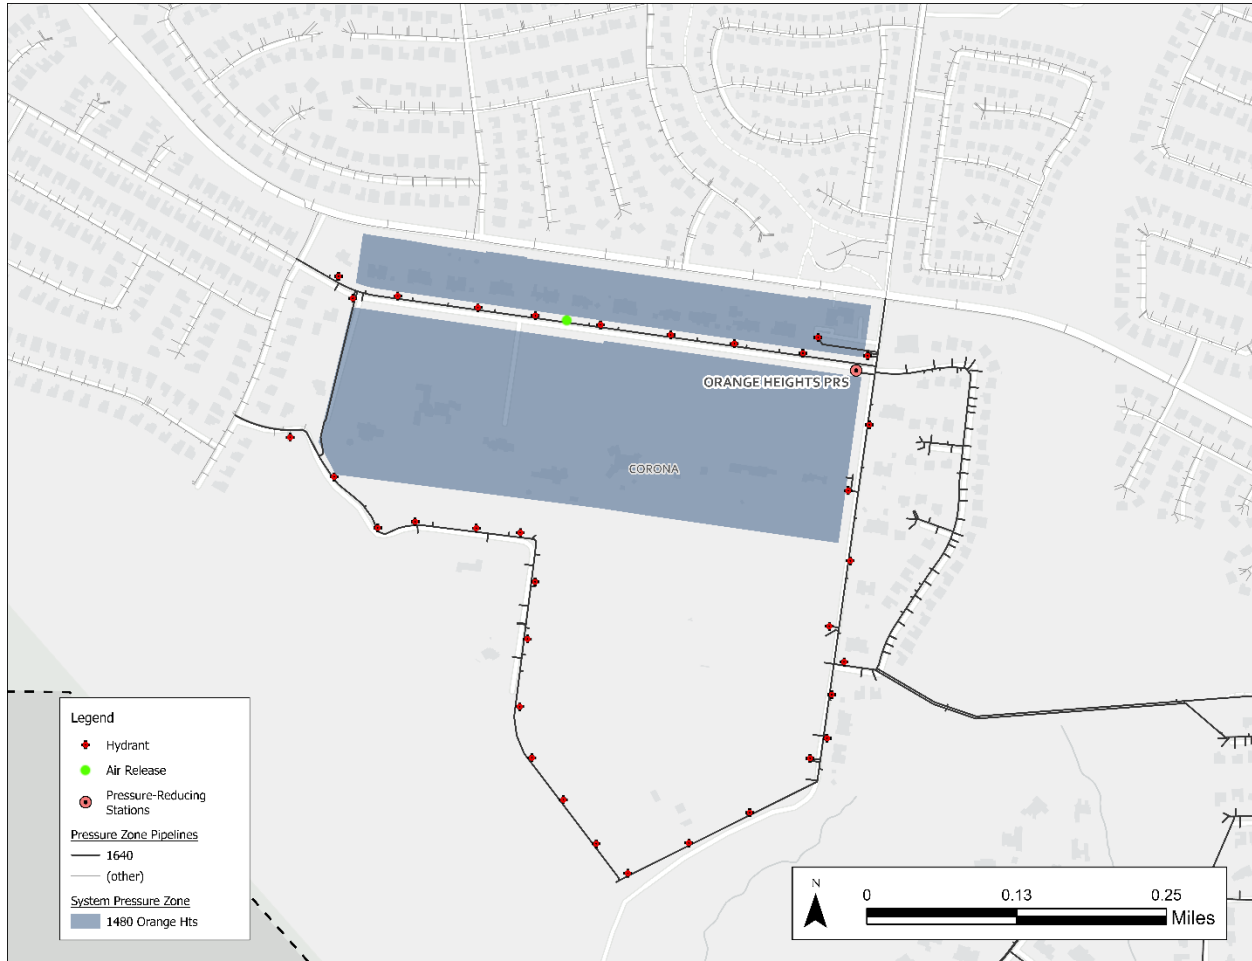 ORANGE HEIGHTS PRS
CORONA
Legend
Hydrant
Air Release
Pressure-Reducing
Stations
Pressure Zone Pipelines
1640
(other)
System Pressure Zone
1480 Orange Hts
N
0 0.13 0.25
Miles